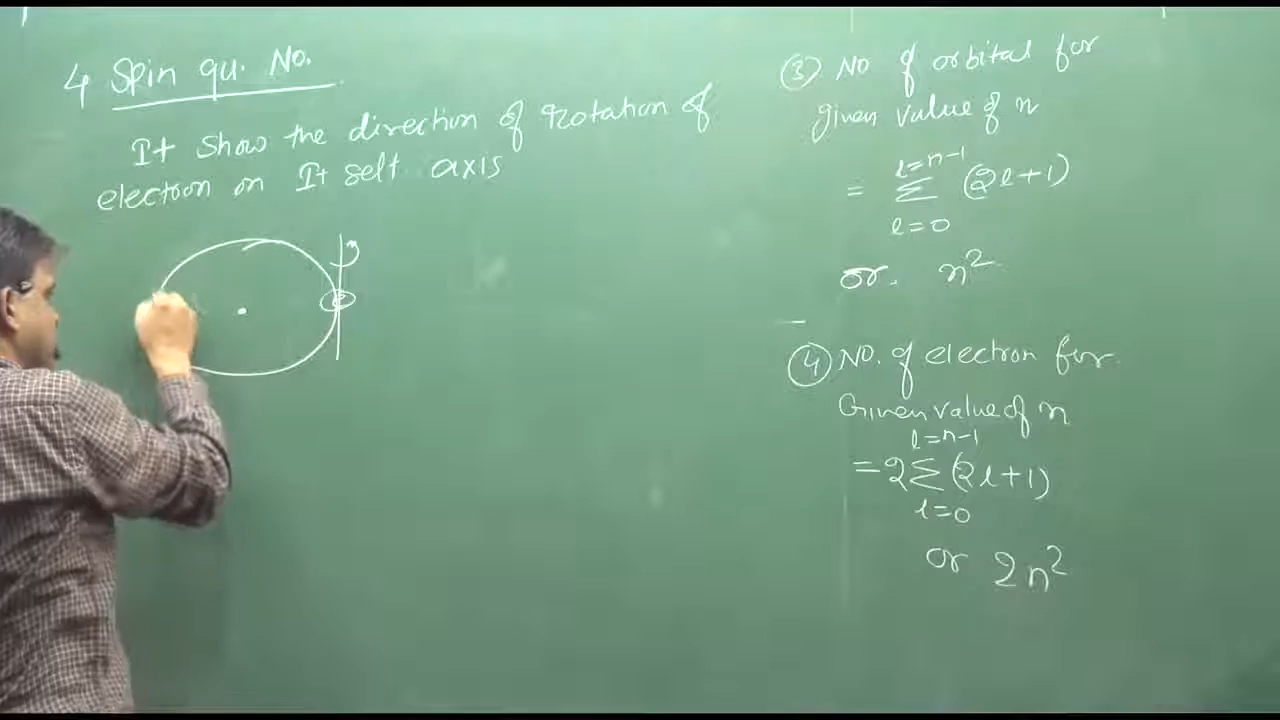 4 Spin qu. No.
It show the direction of rotation of
electron on It self axis
e
③ No of orbital for
given value of n
l=n-1
= Σ (2l+1)
l=0
or. n²
④ NO. of electron for
Given value of n
l=n-1
=2Σ(2l+1)
l=0
or 2n²